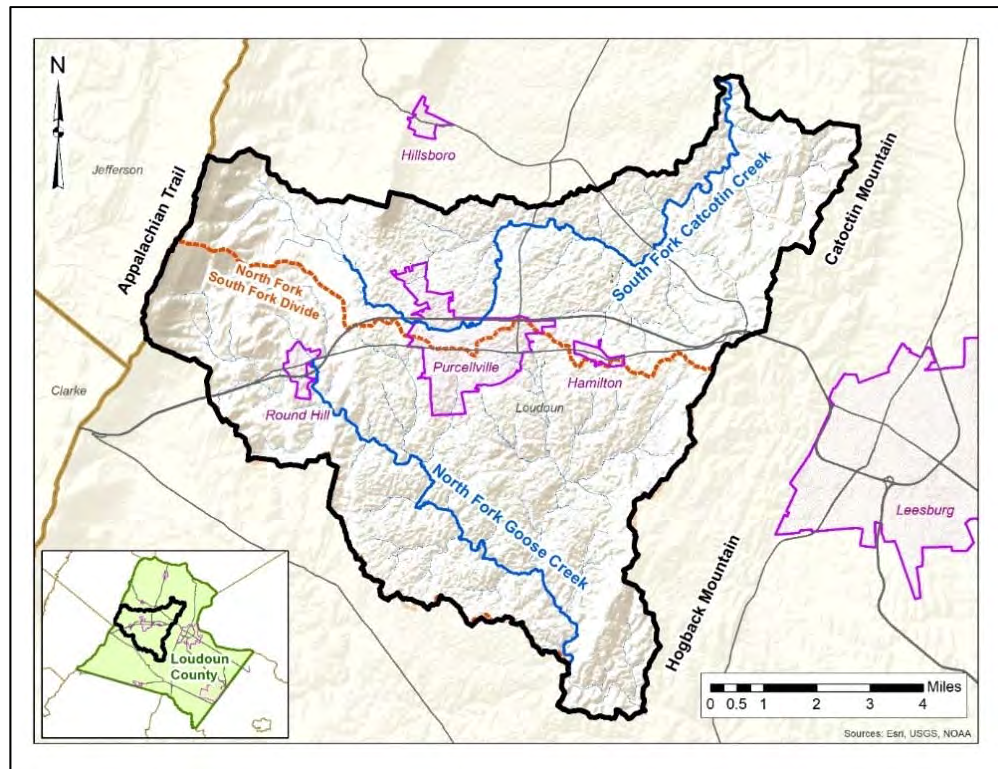 N
Hillsboro
Jefferson
Appalachian Trail
Catoctin Mountain
South Fork Catcotin Creek
North Fork
South Fork Divide
Purcellville
Hamilton
Clarke
Round Hill
Loudoun
North Fork Goose Creek
Leesburg
Hogback Mountain
Loudoun
County
Miles
0 0.5 1 2 3 4
Sources: Esri, USGS, NOAA